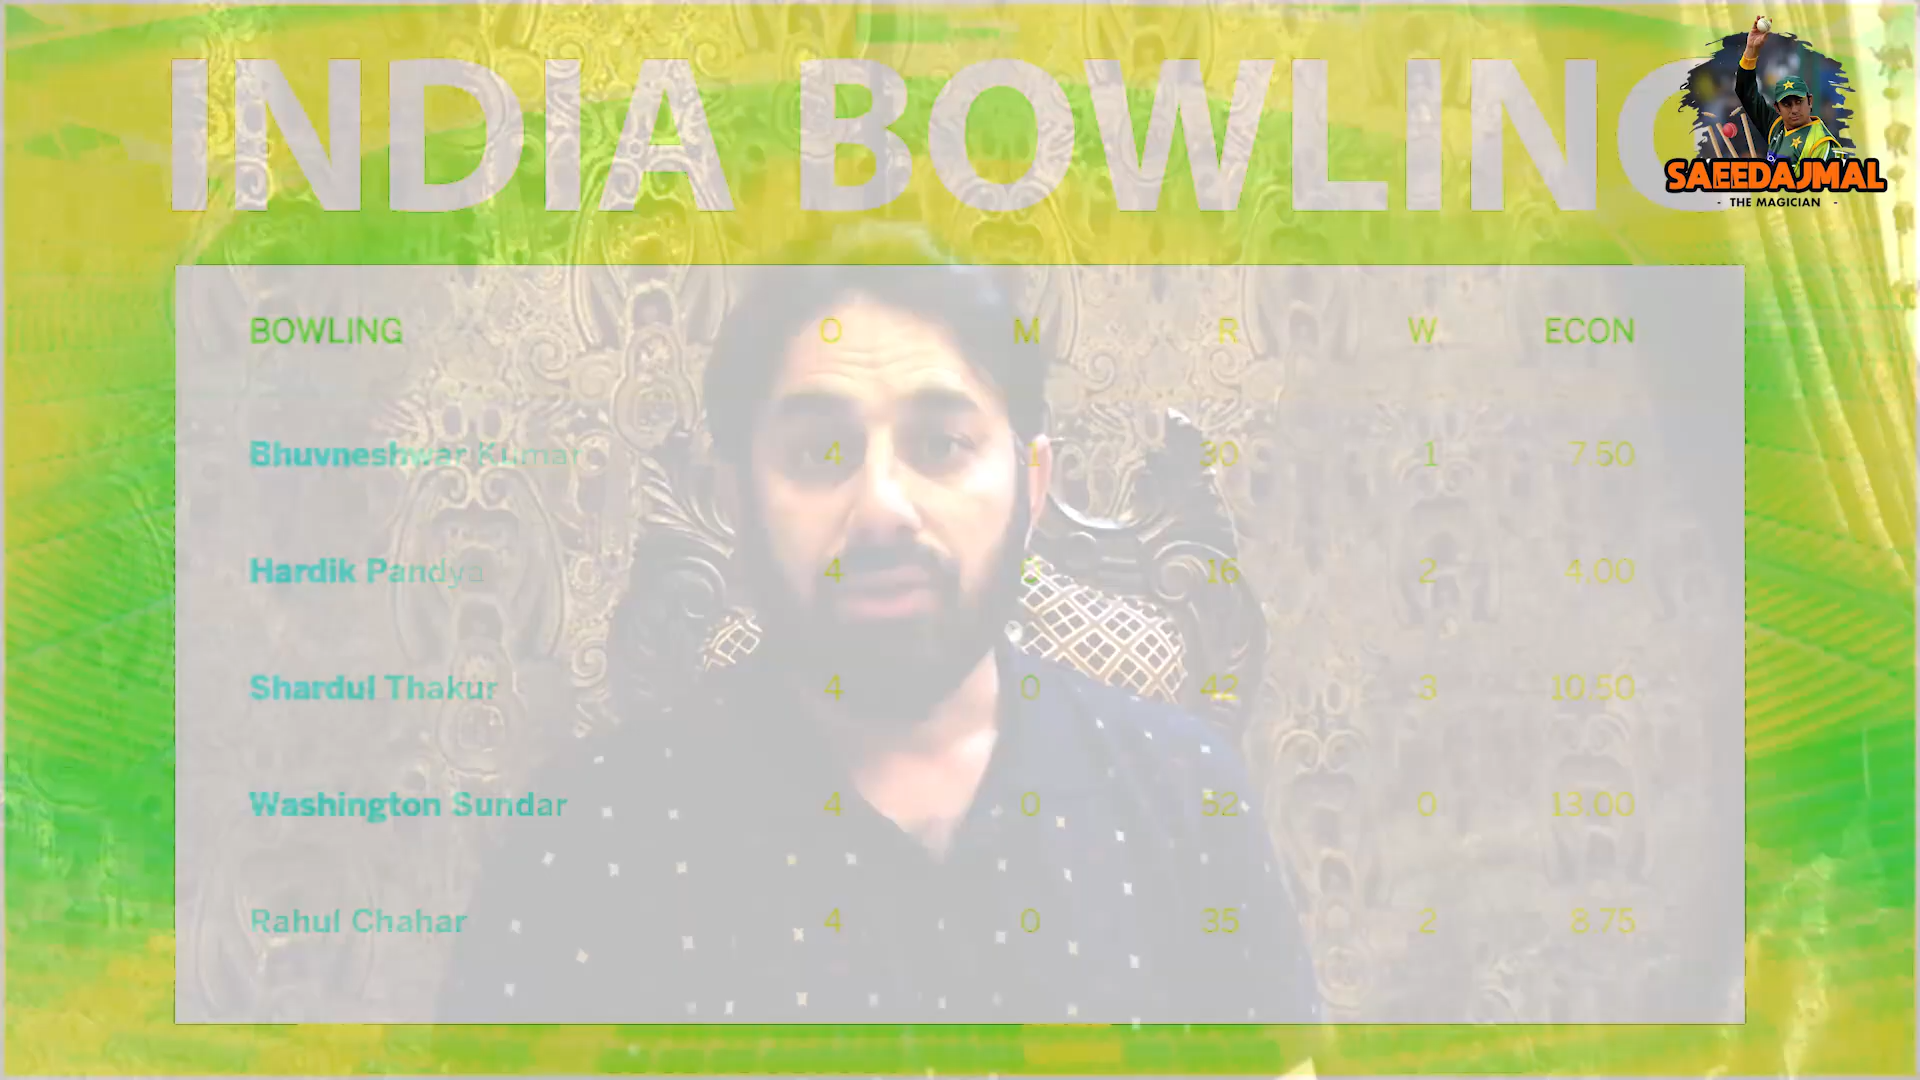 INDIA BOWLING
SAEEDAJMAL
- THE MAGICIAN -
BOWLING O M R W ECON
Bhuvneshwar Kumar 4 1 30 1 7.50
Hardik Pandya 4 0 16 2 4.00
Shardul Thakur 4 0 42 3 10.50
Washington Sundar 4 0 52 0 13.00
Rahul Chahar 4 0 35 2 8.75